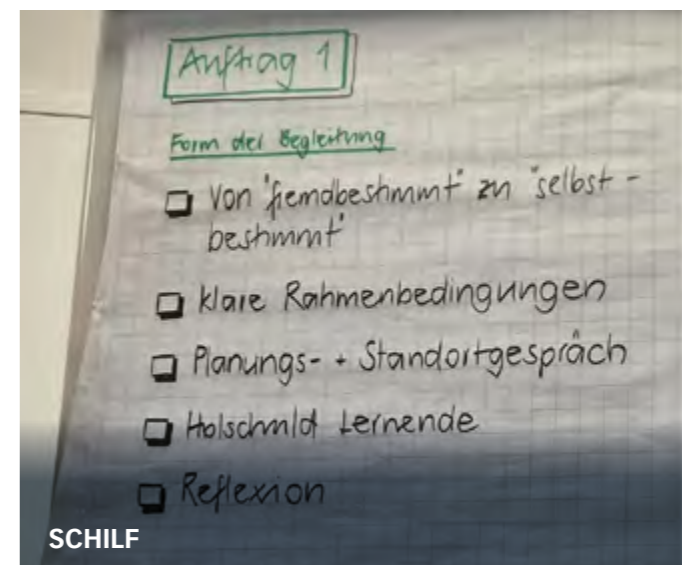 Auftrag 1
Form der Begleitung
Von "fremdbestimmt" zu "selbst-
bestimmt"
klare Rahmenbedingungen
Planungs- + Standortgespräch
Holschuld Lernende
Reflexion
SCHILF